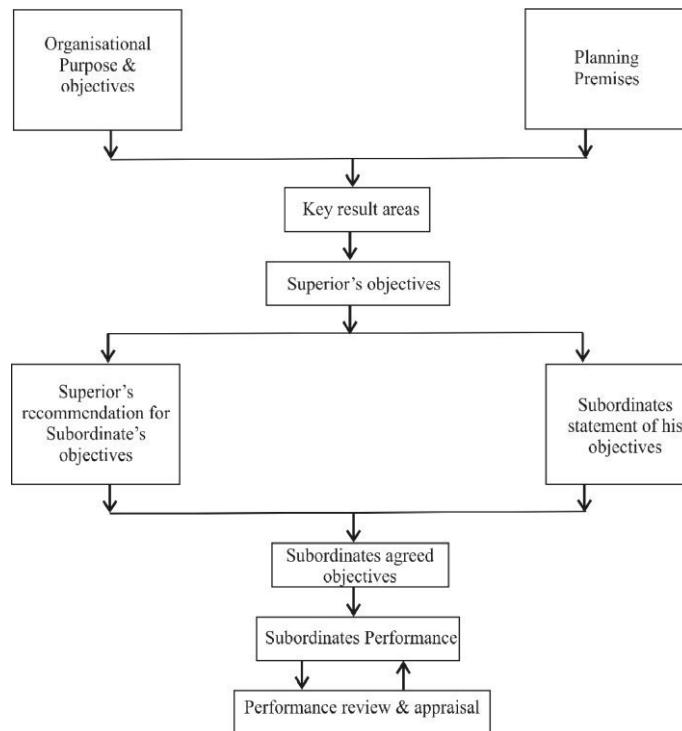 Organisational
Purpose &
objectives
Planning
Premises
Key result areas
Superior's objectives
Superior's
recommendation for
Subordinate's
objectives
Subordinates
statement of his
objectives
Subordinates agreed
objectives
Subordinates Performance
Performance review & appraisal